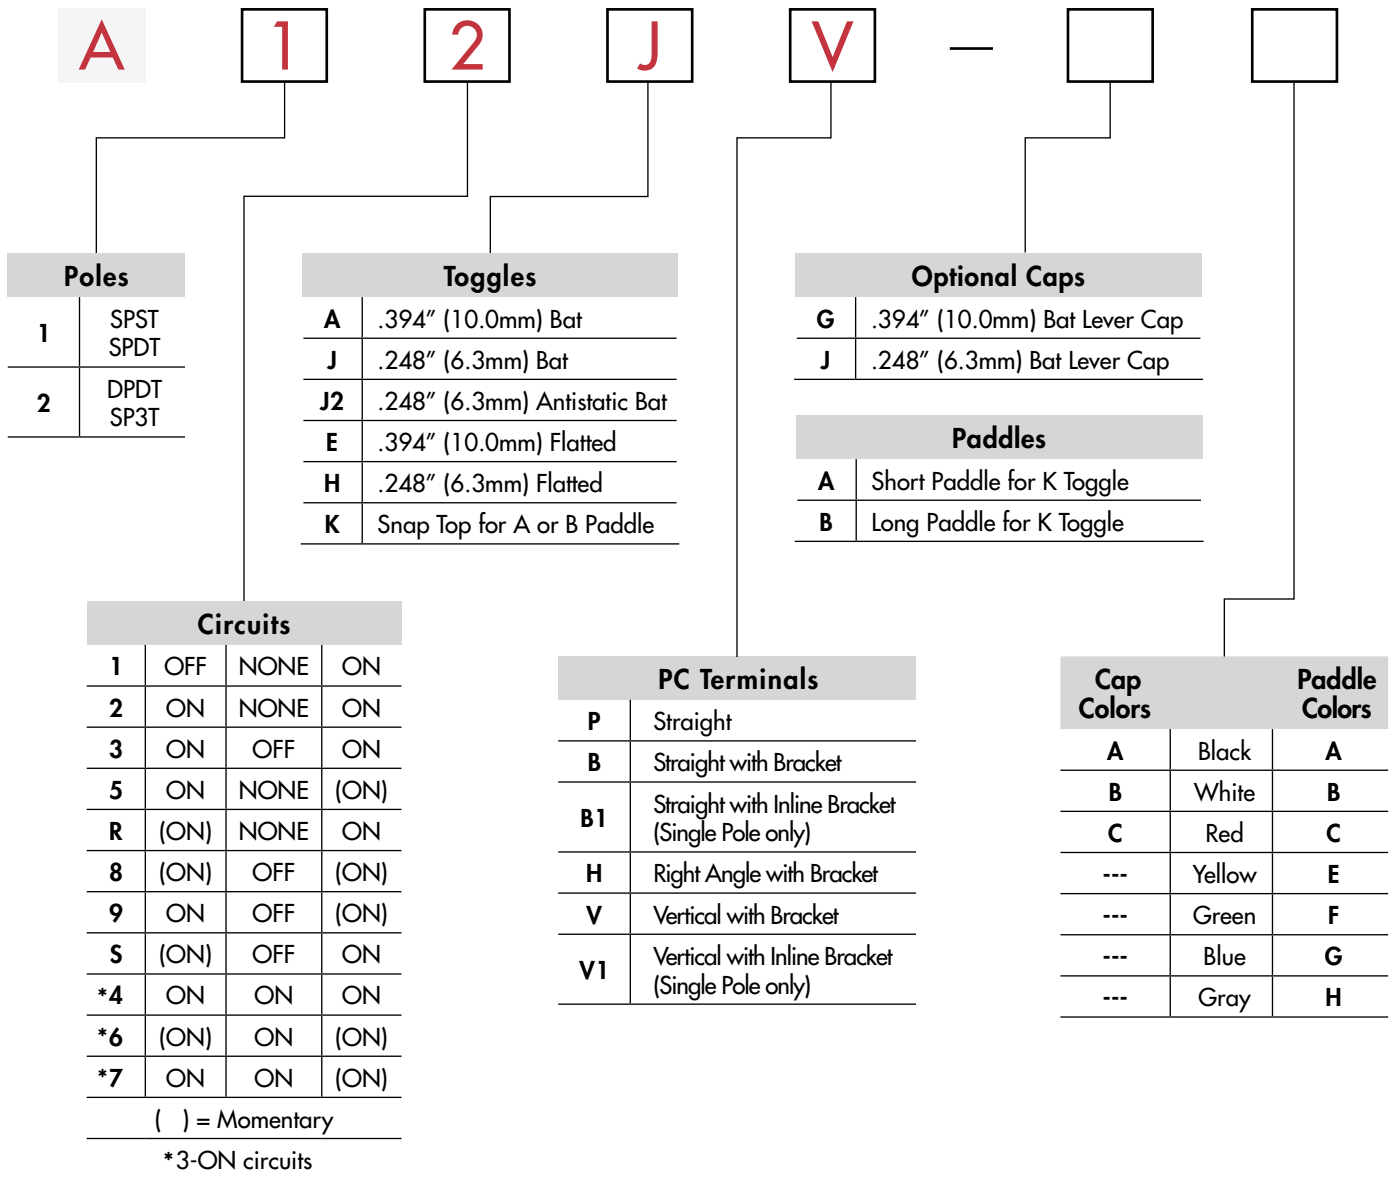 A 1 2 J V —
Poles
1 SPST
SPDT
2 DPDT
SP3T
Toggles
A .394″ (10.0mm) Bat
J .248″ (6.3mm) Bat
J2 .248″ (6.3mm) Antistatic Bat
E .394″ (10.0mm) Flatted
H .248″ (6.3mm) Flatted
K Snap Top for A or B Paddle
Optional Caps
G .394″ (10.0mm) Bat Lever Cap
J .248″ (6.3mm) Bat Lever Cap
Paddles
A Short Paddle for K Toggle
B Long Paddle for K Toggle
Circuits
1 OFF NONE ON
2 ON NONE ON
3 ON OFF ON
5 ON NONE (ON)
R (ON) NONE ON
8 (ON) OFF (ON)
9 ON OFF (ON)
S (ON) OFF ON
*4 ON ON ON
*6 (ON) ON (ON)
*7 ON ON (ON)
( ) = Momentary
*3-ON circuits
PC Terminals
P Straight
B Straight with Bracket
B1 Straight with Inline Bracket
(Single Pole only)
H Right Angle with Bracket
V Vertical with Bracket
V1 Vertical with Inline Bracket
(Single Pole only)
Cap Paddle
Colors Colors
A Black A
B White B
C Red C
--- Yellow E
--- Green F
--- Blue G
--- Gray H